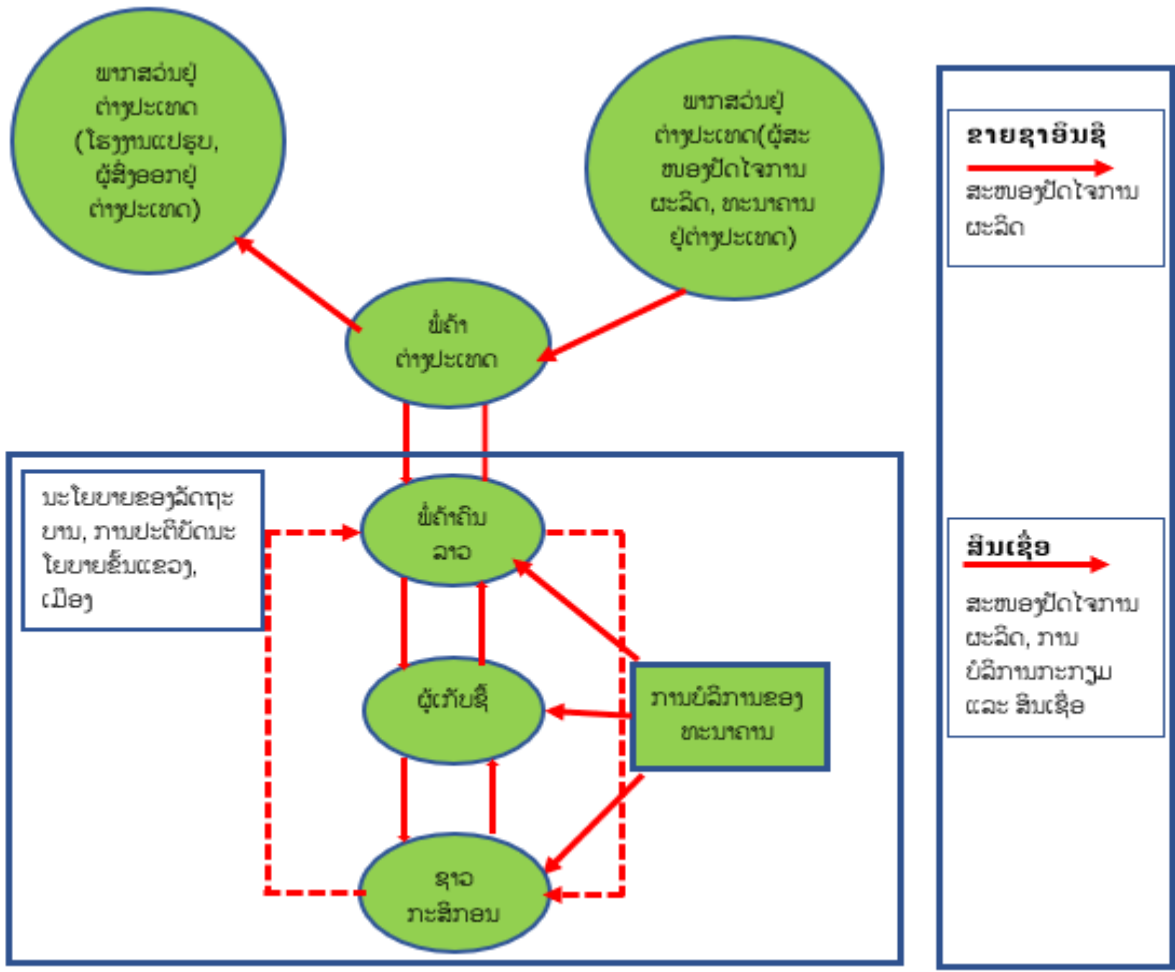 ພາກສວ່ນຢູ່
ຕ່າງປະເທດ
(ໂຮງງານແປຮູບ,
ຜູ້ສົ່ງອອກຢູ່
ຕ່າງປະເທດ)
ພາກສວ່ນຢູ່
ຕ່າງປະເທດ(ຜູ້ສະ
ໜອງປັດໄຈການ
ຜະລິດ, ທະນາຄານ
ຢູ່ຕ່າງປະເທດ)
ພໍ່ຄ້າ
ຕ່າງປະເທດ
ນະໂຍບາຍຂອງລັດຖະ
ບານ, ການປະຕິບັດນະ
ໂຍບາຍຂັ້ນແຂວງ,
ເມືອງ
ພໍ່ຄ້າຄົນ
ລາວ
ຜູ້ເກັບຊື້
ການບໍລິການຂອງ
ທະນາຄານ
ຊາວ
ກະສິກອນ
ຂາຍຊາອິນຊີ
ສະໜອງປັດໄຈການ
ຜະລິດ
ສິນເຊື່ອ
ສະໜອງປັດໄຈການ
ຜະລິດ, ການ
ບໍລິການກະກຽມ
ແລະ ສິນເຊື່ອ